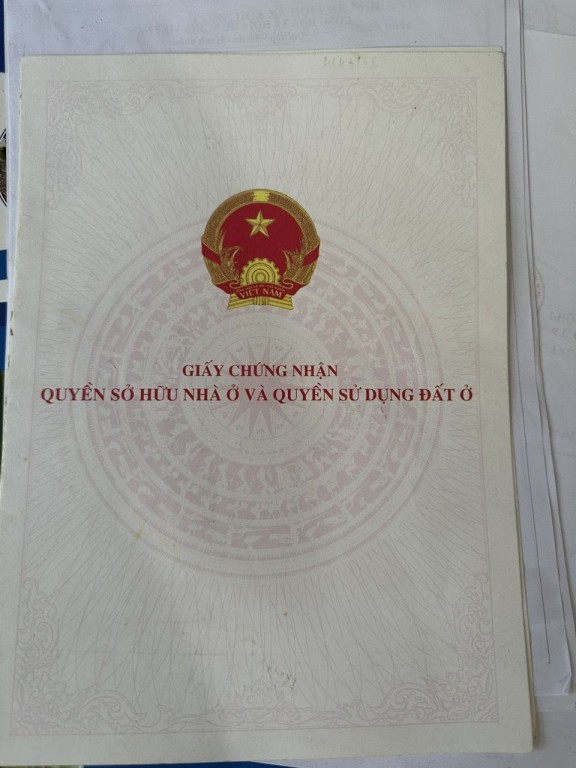 VIỆT NAM
GIẤY CHỨNG NHẬN
QUYỀN SỞ HỮU NHÀ Ở VÀ QUYỀN SỬ DỤNG ĐẤT Ở